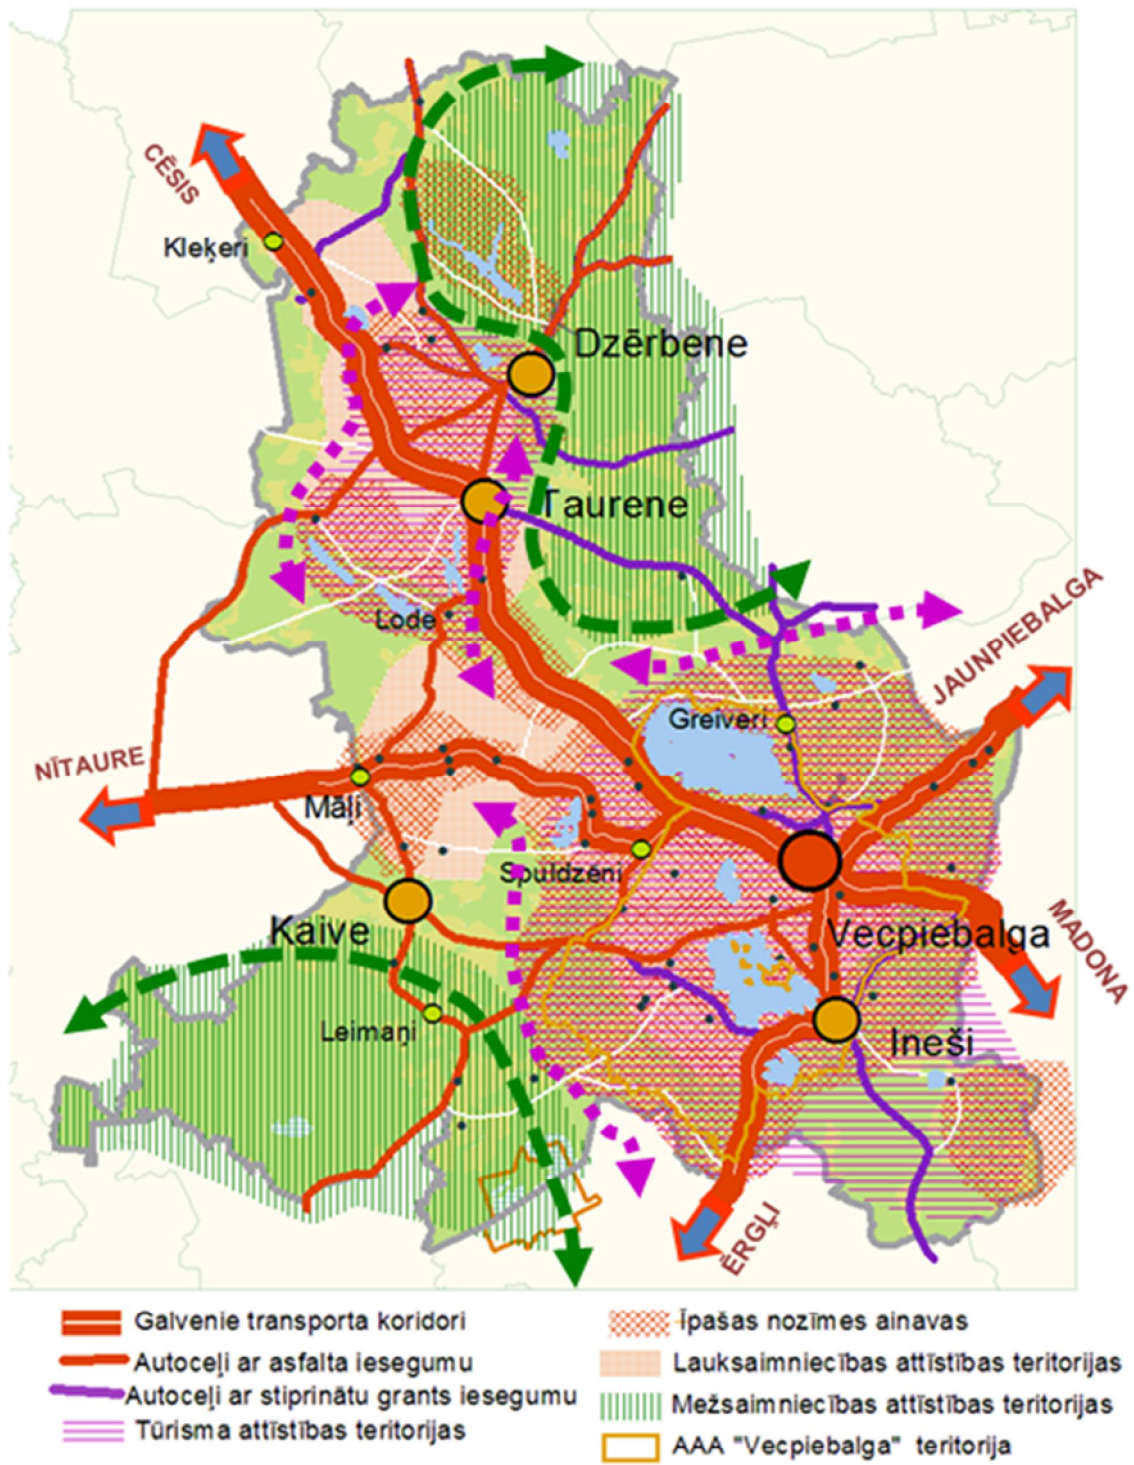 CĒSIS
Kleķeri
Dzērbene
Taurene
Lode
JAUNPIEBALGA
Greiveri
NĪTAURE
Māļi
Spuldzēni
Kaive
Vecpiebalga
MADONA
Leimaņi
Ineši
ĒRGĻI
Galvenie transporta koridori
Autoceļi ar asfalta iesegumu
Autoceļi ar stiprinātu grants iesegumu
Tūrisma attīstības teritorijas
Īpašas nozīmes ainavas
Lauksaimniecības attīstības teritorijas
Mežsaimniecības attīstības teritorijas
AAA "Vecpiebalga" teritorija